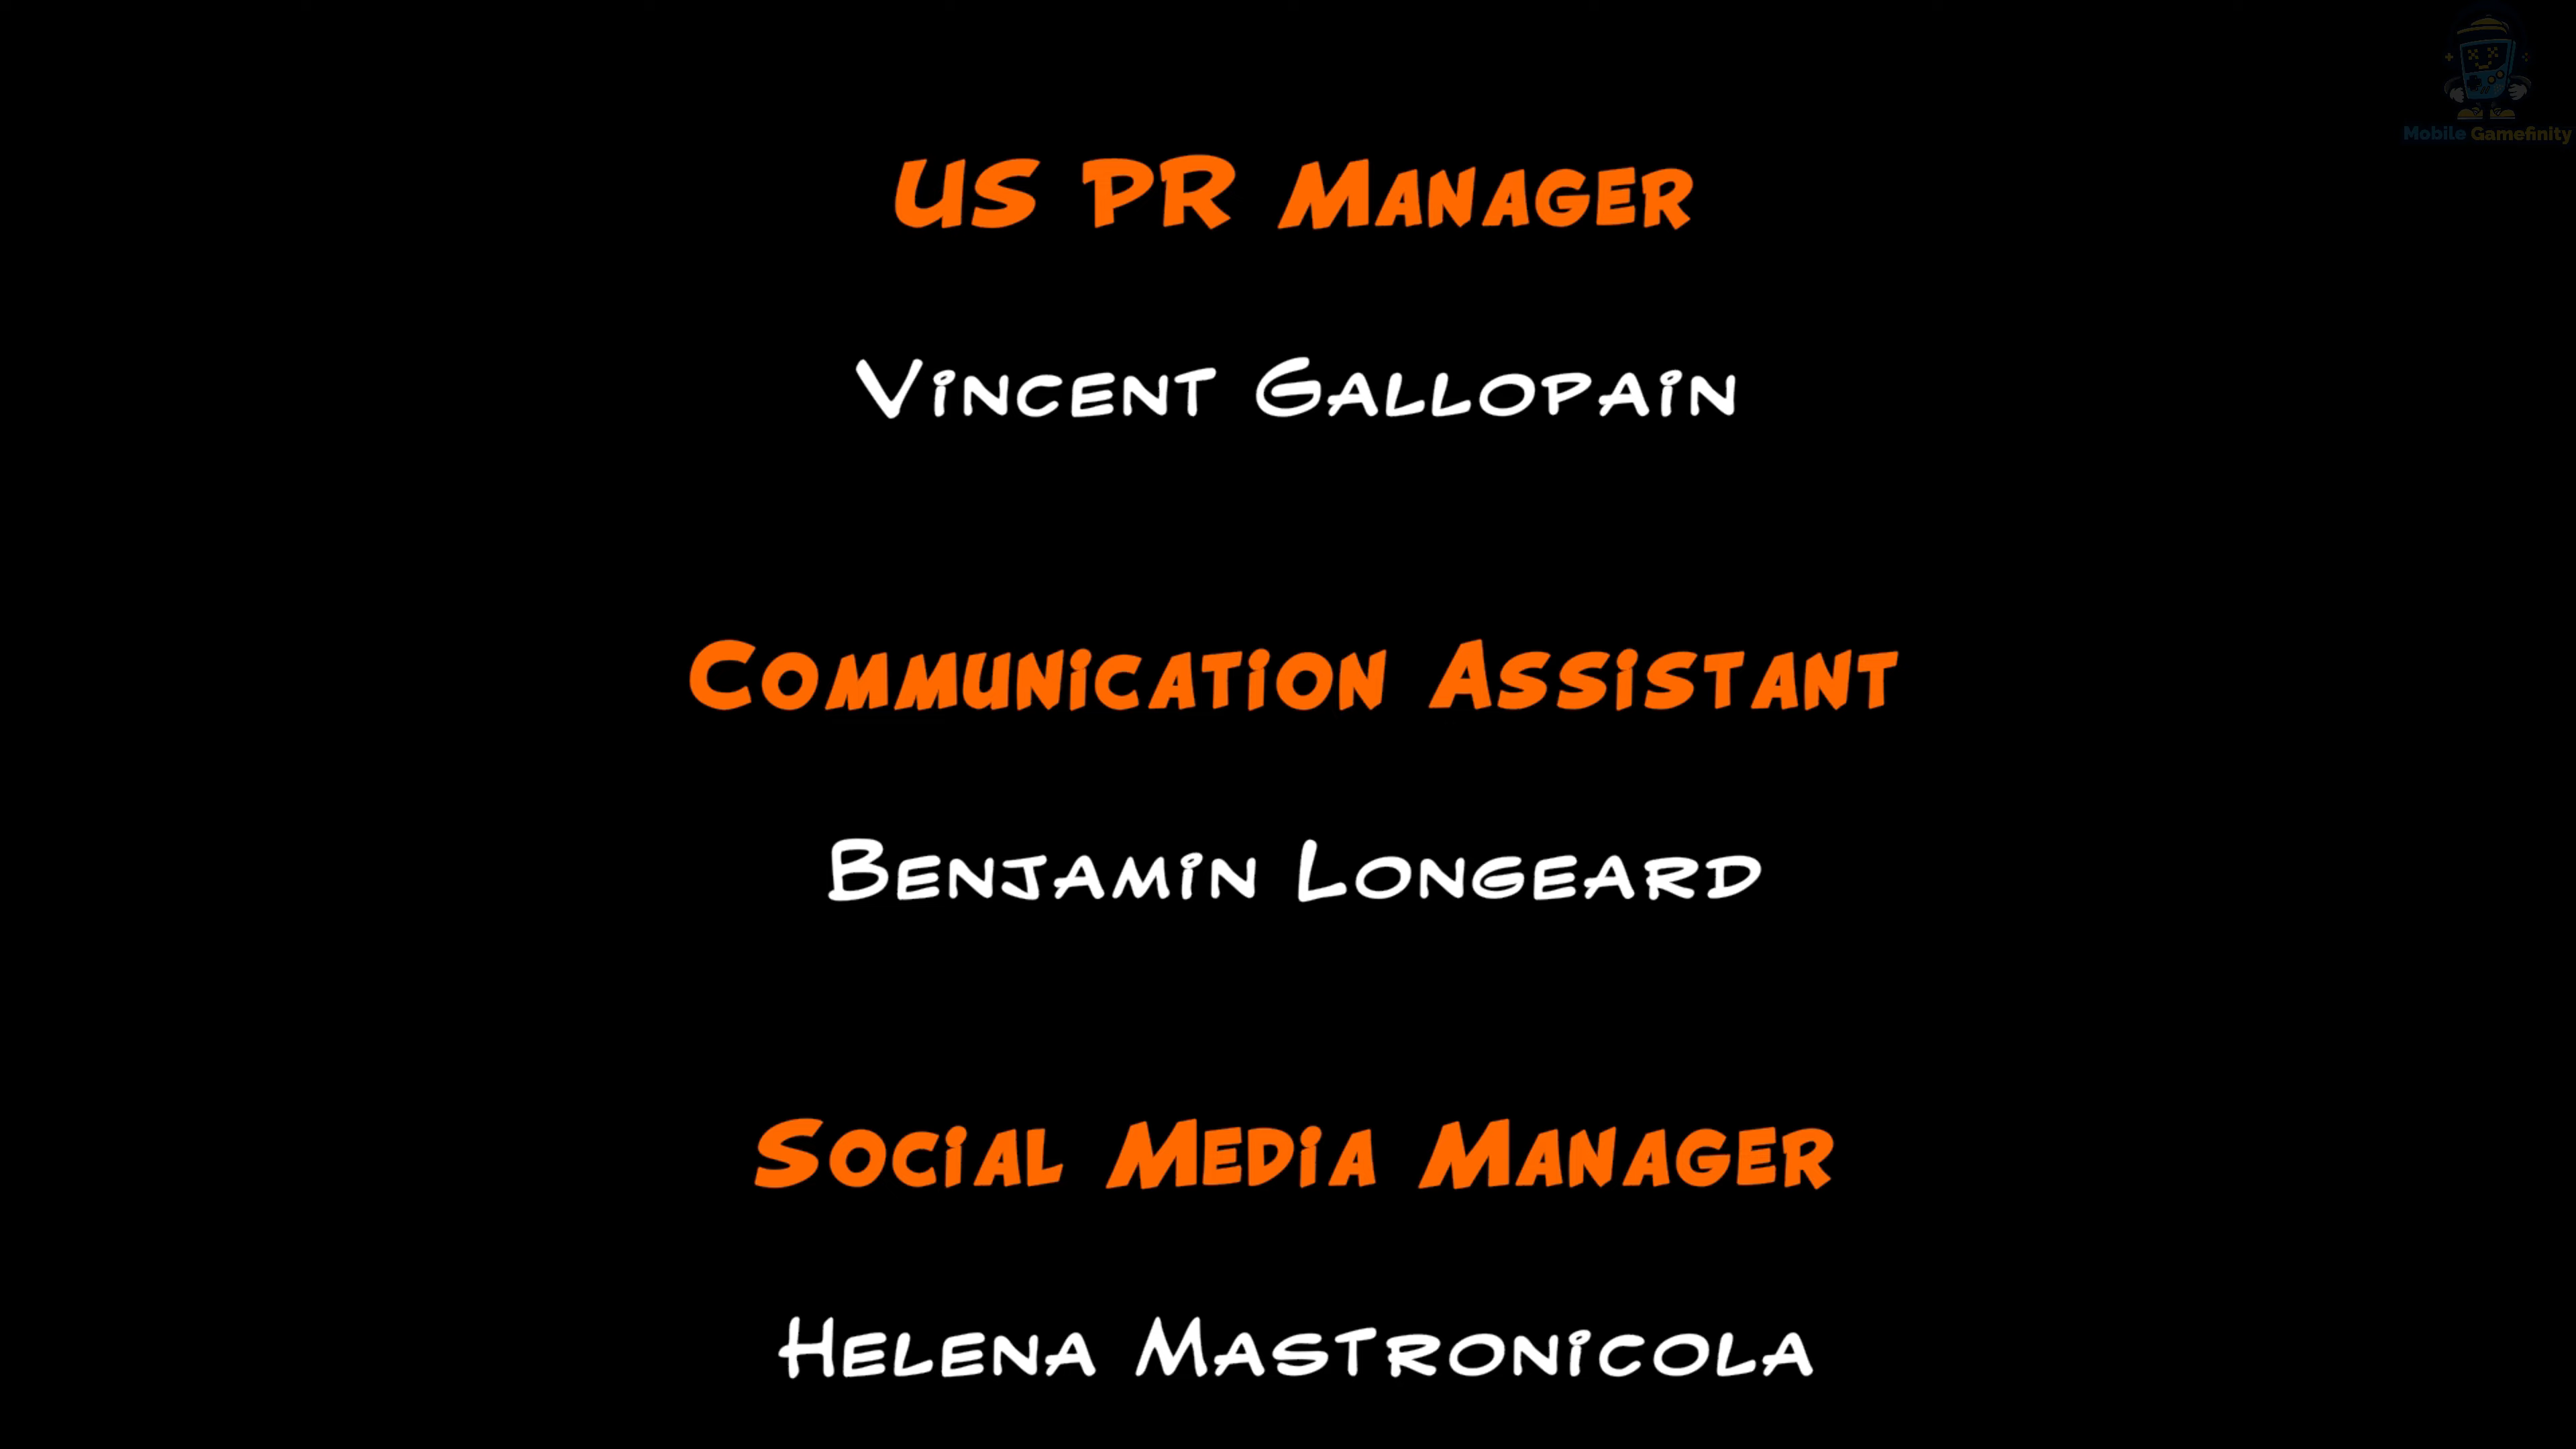 Mobile Gamefinity
US PR Manager
Vincent Gallopain
Communication Assistant
Benjamin Longeard
Social Media Manager
Helena Mastronicola